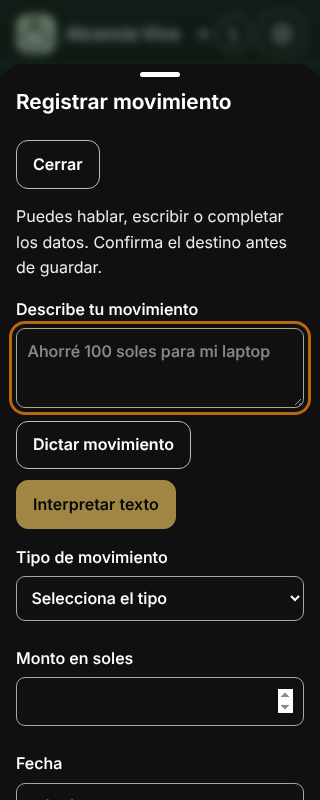 Alcancía Viva
Registrar movimiento
Cerrar
Puedes hablar, escribir o completar
los datos. Confirma el destino antes
de guardar.
Describe tu movimiento
Ahorré 100 soles para mi laptop
Dictar movimiento
Interpretar texto
Tipo de movimiento
Selecciona el tipo
Monto en soles
Fecha